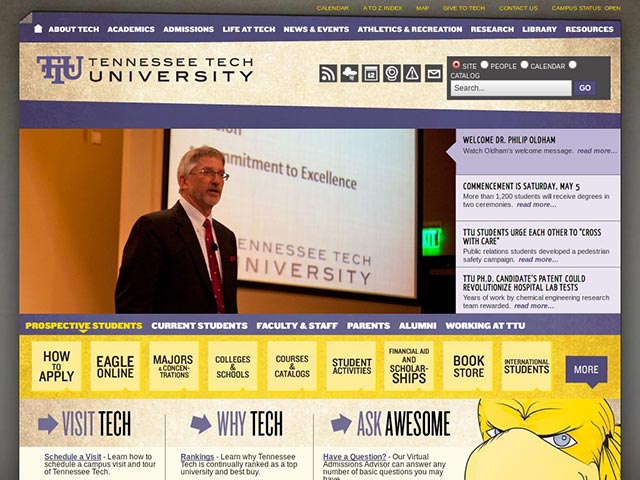 CALENDAR A TO Z INDEX MAP GIVE TO TECH CONTACT US CAMPUS STATUS: OPEN
ABOUT TECH ACADEMICS ADMISSIONS LIFE AT TECH NEWS & EVENTS ATHLETICS & RECREATION RESEARCH LIBRARY RESOURCES
TTU TENNESSEE TECH
UNIVERSITY
SITE PEOPLE CALENDAR
CATALOG
Search... GO
Commitment to Excellence
TENNESSEE TECH
UNIVERSITY
EXIT
WELCOME DR. PHILIP OLDHAM
Watch Oldham's welcome message. read more...
COMMENCEMENT IS SATURDAY, MAY 5
More than 1,200 students will receive degrees in
two ceremonies. read more...
TTU STUDENTS URGE EACH OTHER TO "CROSS
WITH CARE"
Public relations students developed a pedestrian
safety campaign. read more...
TTU PH.D. CANDIDATE'S PATENT COULD
REVOLUTIONIZE HOSPITAL LAB TESTS
Years of work by chemical engineering research
team rewarded. read more...
PROSPECTIVE STUDENTS CURRENT STUDENTS FACULTY & STAFF PARENTS ALUMNI WORKING AT TTU
HOW
TO
APPLY
EAGLE
ONLINE
MAJORS
& CONCEN-
TRATIONS
COLLEGES
&
SCHOOLS
COURSES
&
CATALOGS
STUDENT
ACTIVITIES
FINANCIAL AID
AND
SCHOLAR-
SHIPS
BOOK
STORE
INTERNATIONAL
STUDENTS
MORE
VISIT TECH
WHY TECH
ASK AWESOME
Schedule a Visit - Learn how to
schedule a campus visit and tour
of Tennessee Tech.
Rankings - Learn why Tennessee
Tech is continually ranked as a top
university and best buy.
Have a Question? - Our Virtual
Admissions Advisor can answer any
number of basic questions you may
have